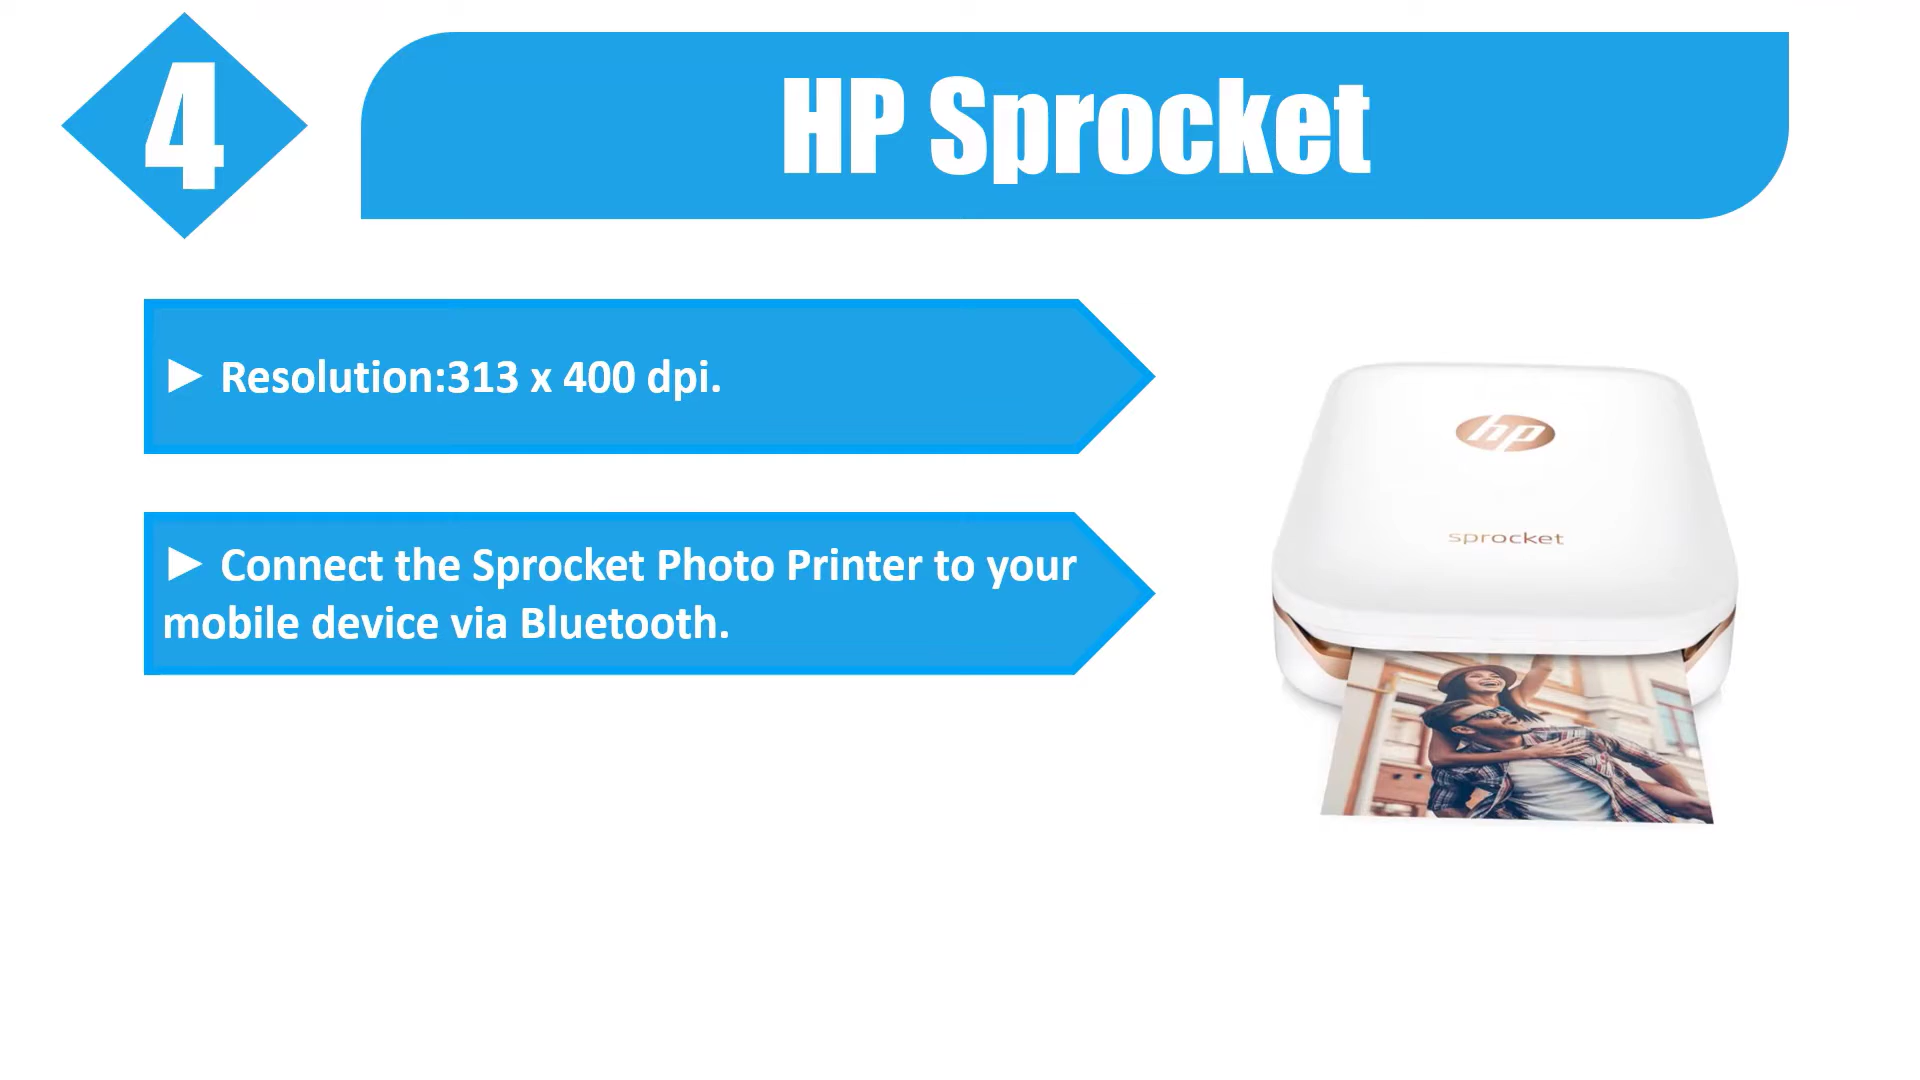 4
HP Sprocket
► Resolution:313 x 400 dpi.
► Connect the Sprocket Photo Printer to your
mobile device via Bluetooth.
hp
sprocket